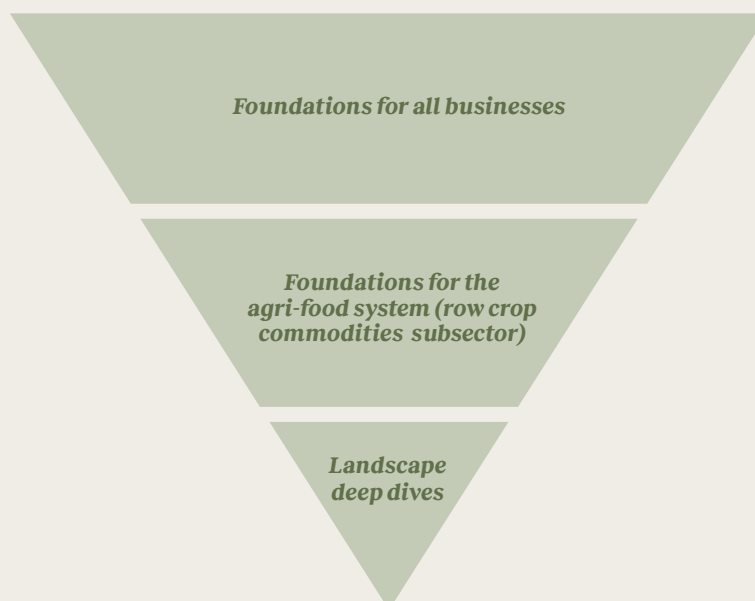 Foundations for all businesses
Foundations for the
agri-food system (row crop
commodities subsector)
Landscape
deep dives